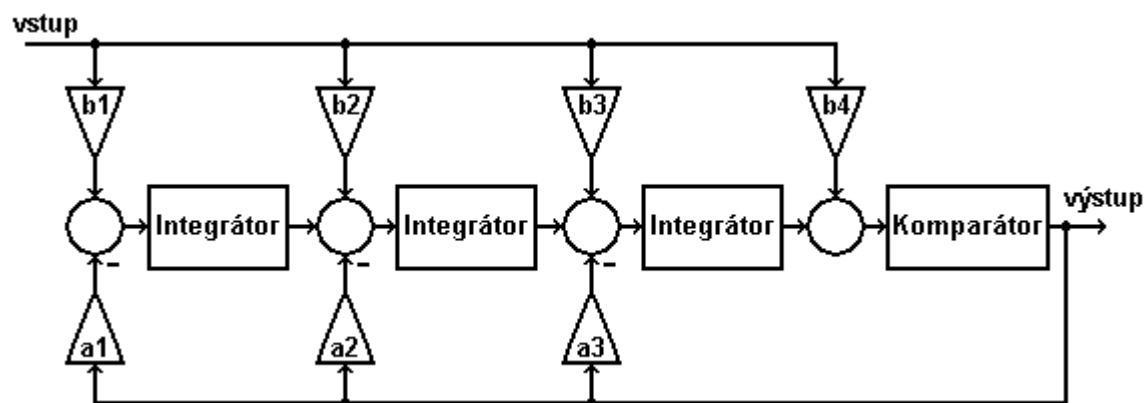 vstup
b1 b2 b3 b4
Integrátor Integrátor Integrátor Komparátor
výstup
- - -
a1 a2 a3